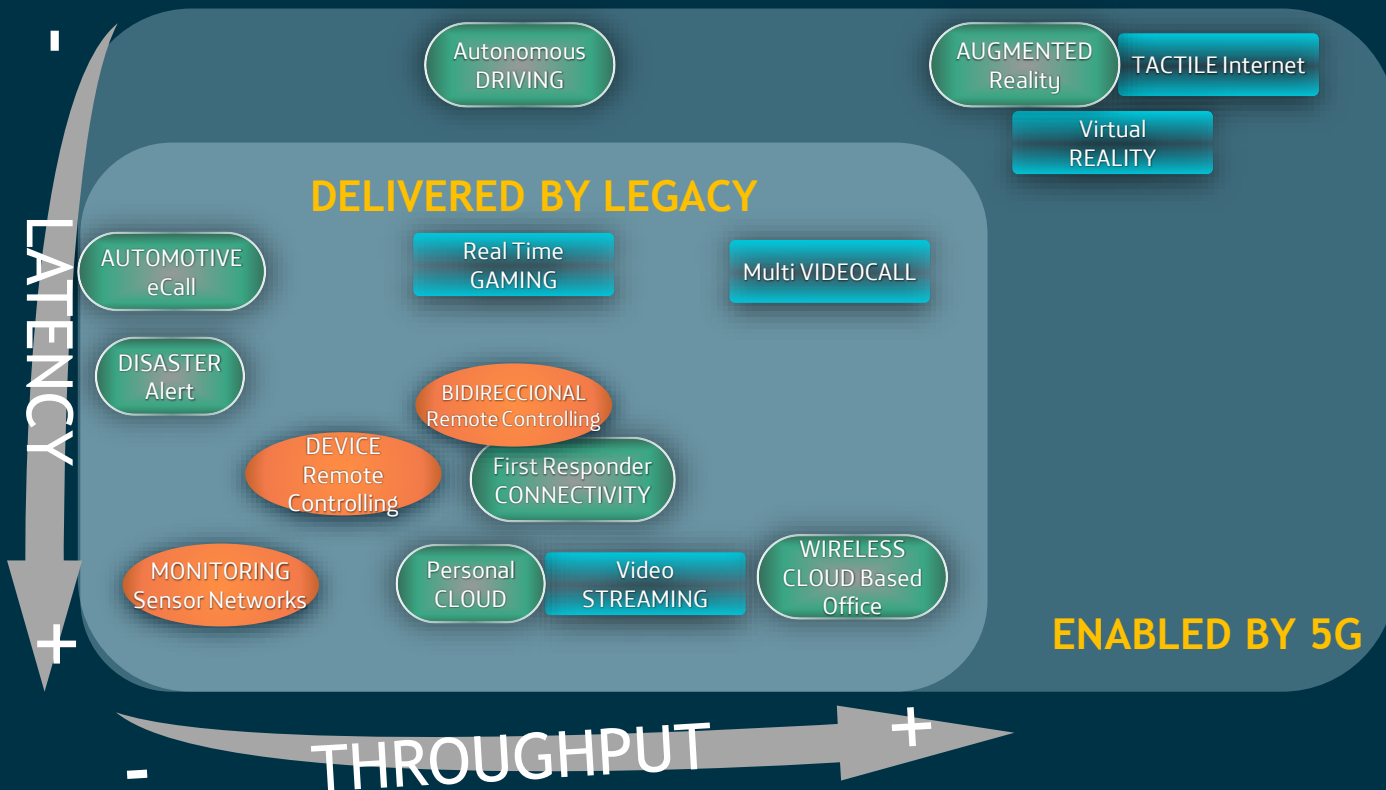 -
Autonomous
DRIVING
AUGMENTED
Reality
TACTILE Internet
Virtual
REALITY
DELIVERED BY LEGACY
LATENCY
AUTOMOTIVE
eCall
Real Time
GAMING
Multi VIDEOCALL
DISASTER
Alert
BIDIRECCIONAL
Remote Controlling
DEVICE
Remote
Controlling
First Responder
CONNECTIVITY
MONITORING
Sensor Networks
Personal
CLOUD
Video
STREAMING
WIRELESS
CLOUD Based
Office
ENABLED BY 5G
+
-
THROUGHPUT
+